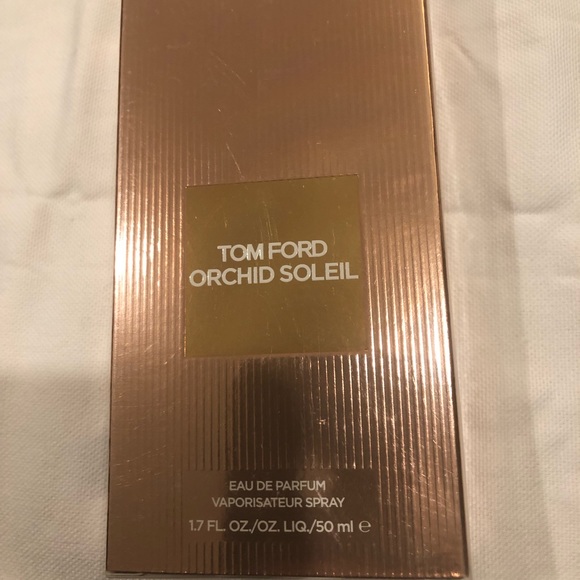 TOM FORD
ORCHID SOLEIL
EAU DE PARFUM
VAPORISATEUR SPRAY
1.7 FL. OZ./OZ. LIQ./50 ml ℮